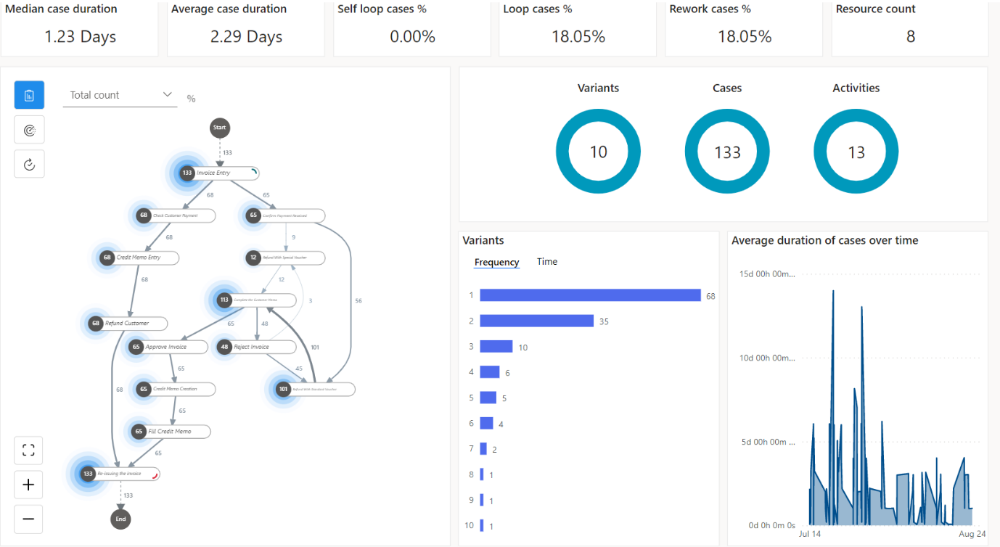 Median case duration
1.23 Days
Average case duration
2.29 Days
Self loop cases %
0.00%
Loop cases %
18.05%
Rework cases %
18.05%
Resource count
8
Total count
%
Start
133
133 Invoice Entry
68
65
68 Check Customer Payment
65 Confirm Payment Received
68
9
68 Credit Memo Entry
12 Refund With Special Voucher
68
12
113 Complete the Customer Memo
3
56
65
48
68 Refund Customer
65 Approve Invoice
48 Reject Invoice
101
65
45
68
65 Credit Memo Creation
101 Refund With Standard Voucher
65
65 Fill Credit Memo
65
133 Re-issuing the invoice
133
End
Variants
10
Cases
133
Activities
13
Variants
Frequency
Time
1 68
2 35
3 10
4 6
5 5
6 4
7 2
8 1
9 1
10 1
Average duration of cases over time
15d 00h 00m...
10d 00h 00m...
5d 00h 00m ...
0d 0h 0m 0s
Jul 14
Aug 24